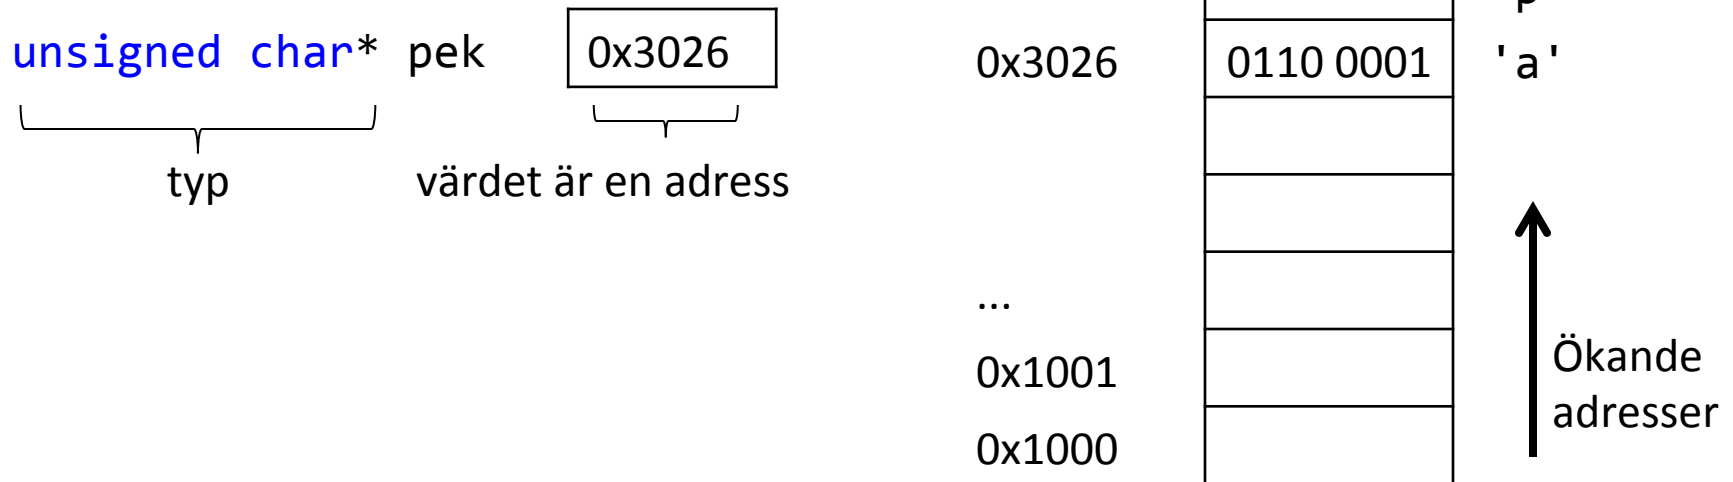 unsigned char* pek
0x3026
typ
värdet är en adress
0x3026
0110 0001
'a'
...
0x1001
0x1000
Ökande
adresser